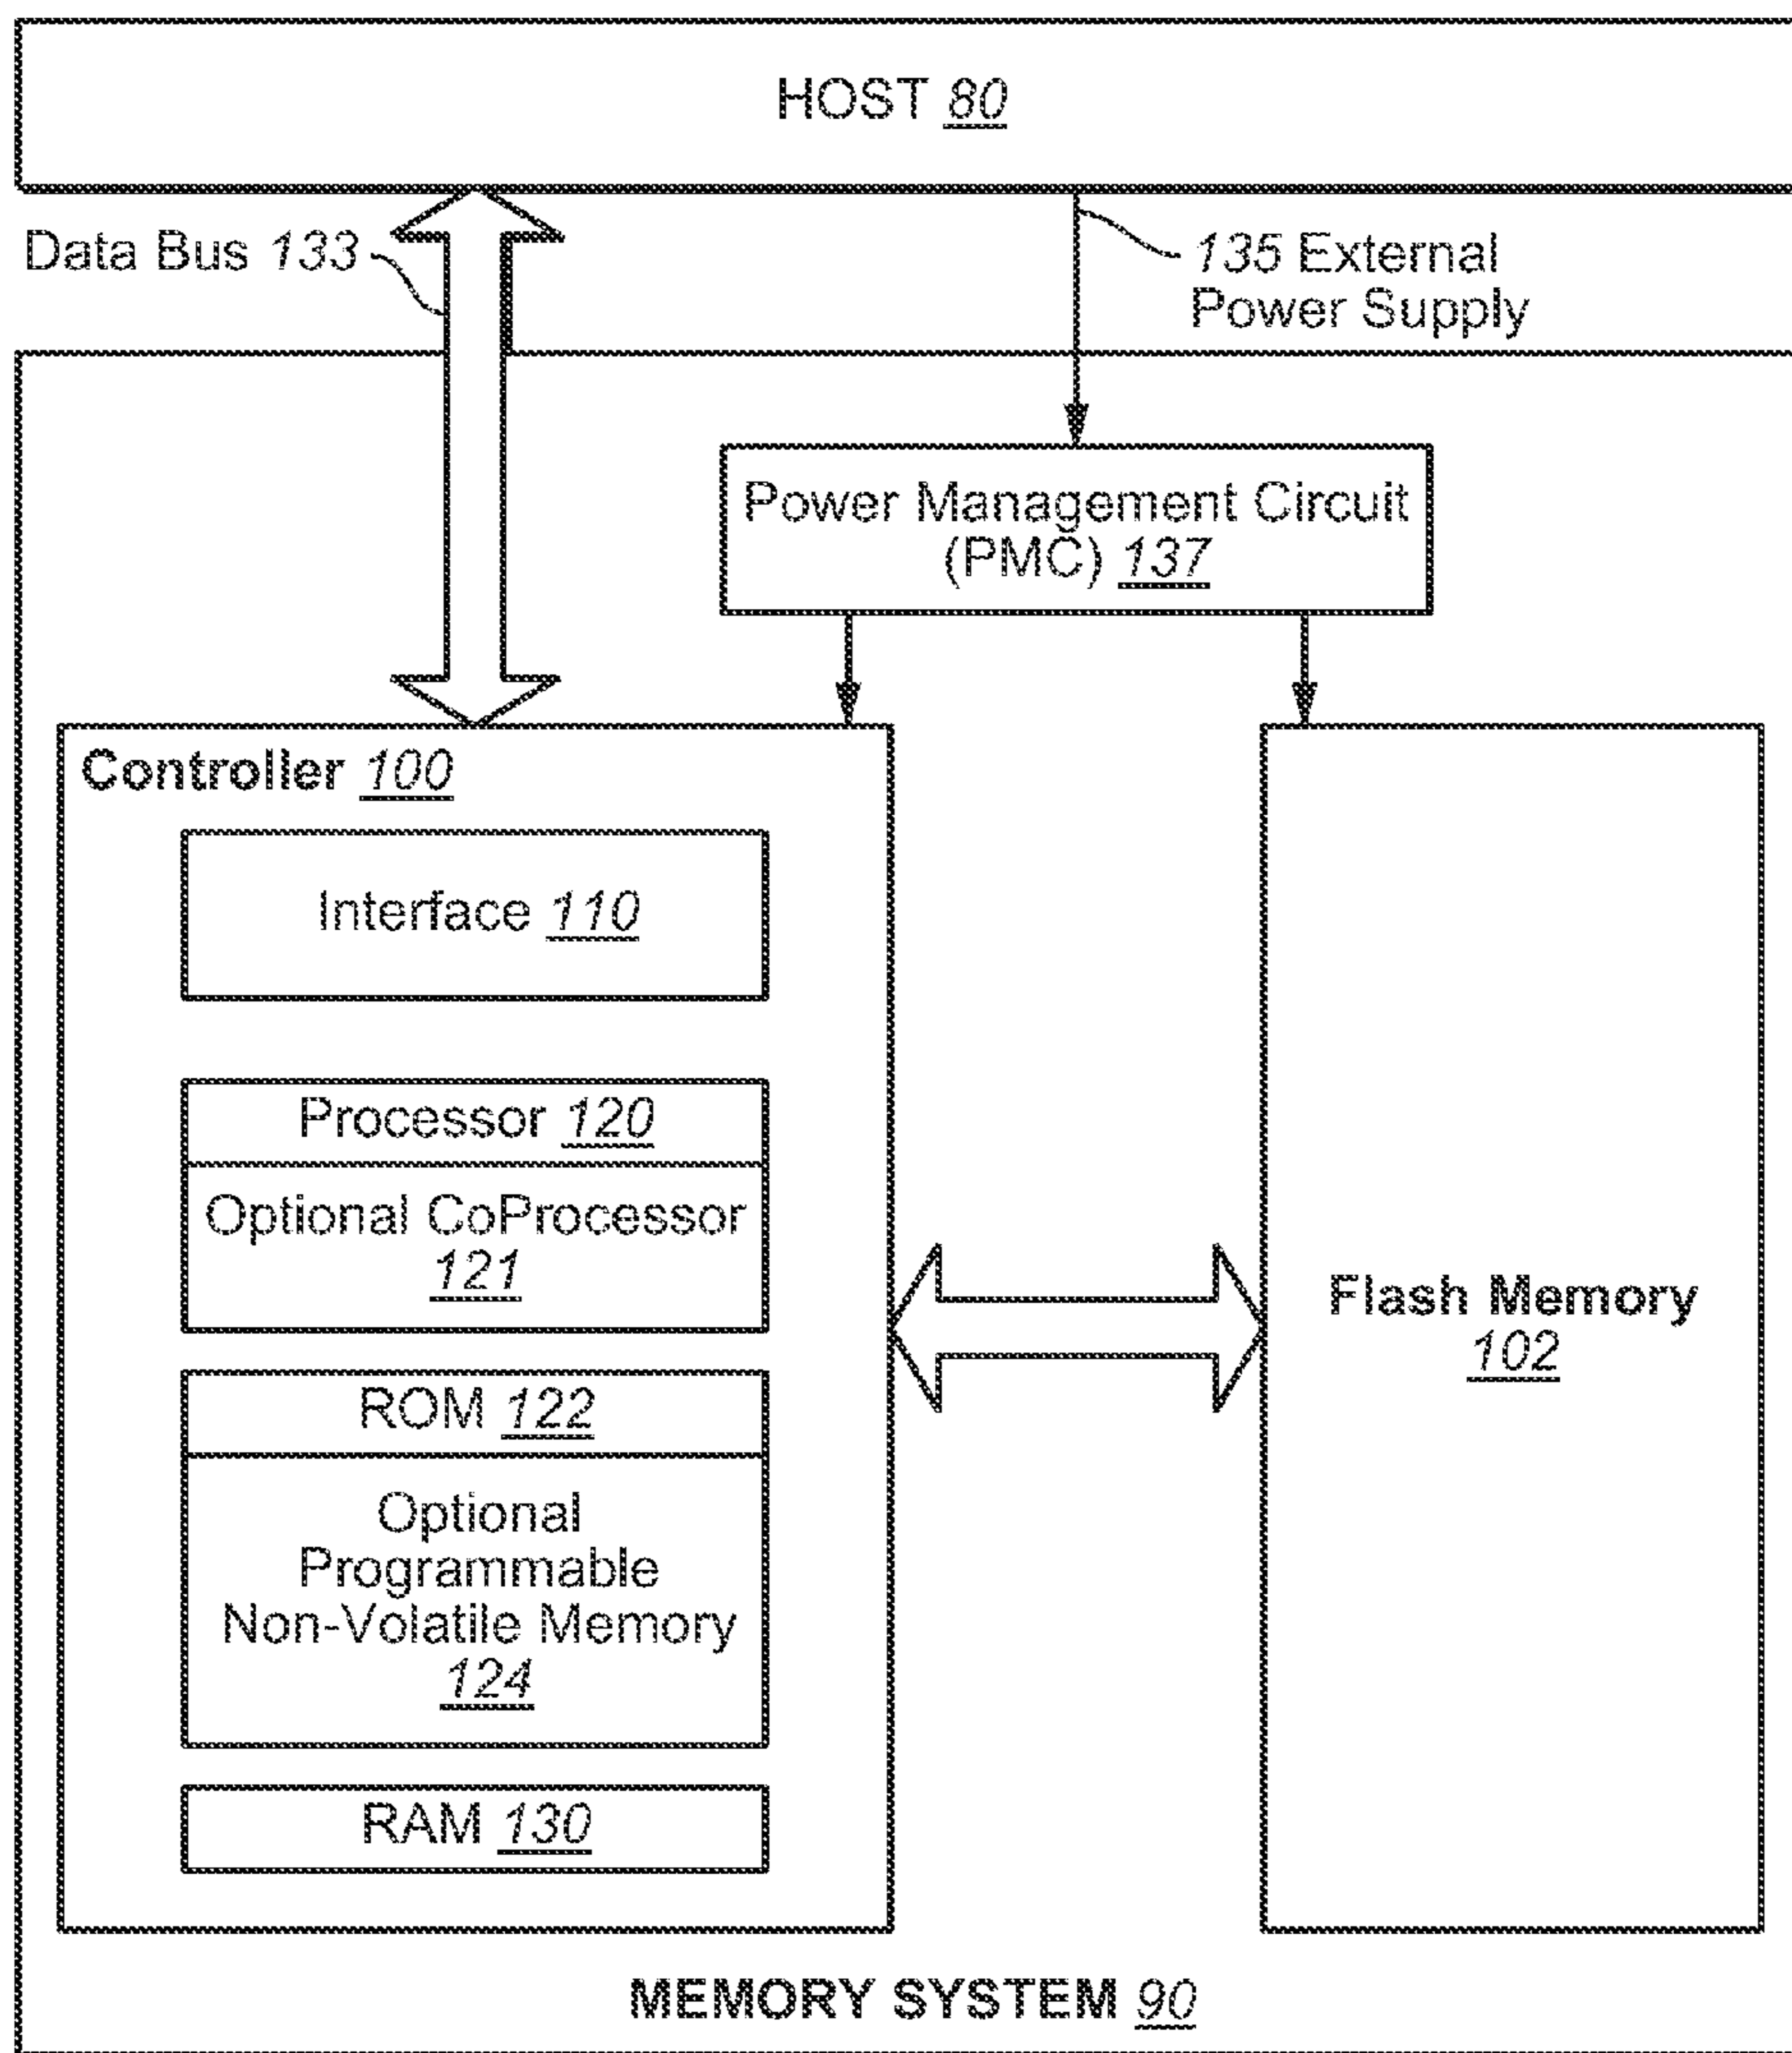 HOST 80
Data Bus 133
135 External
Power Supply
Power Management Circuit
(PMC) 137
Controller 100
Interface 110
Processor 120
Optional CoProcessor
121
ROM 122
Optional
Programmable
Non-Volatile Memory
124
RAM 130
Flash Memory
102
MEMORY SYSTEM 90